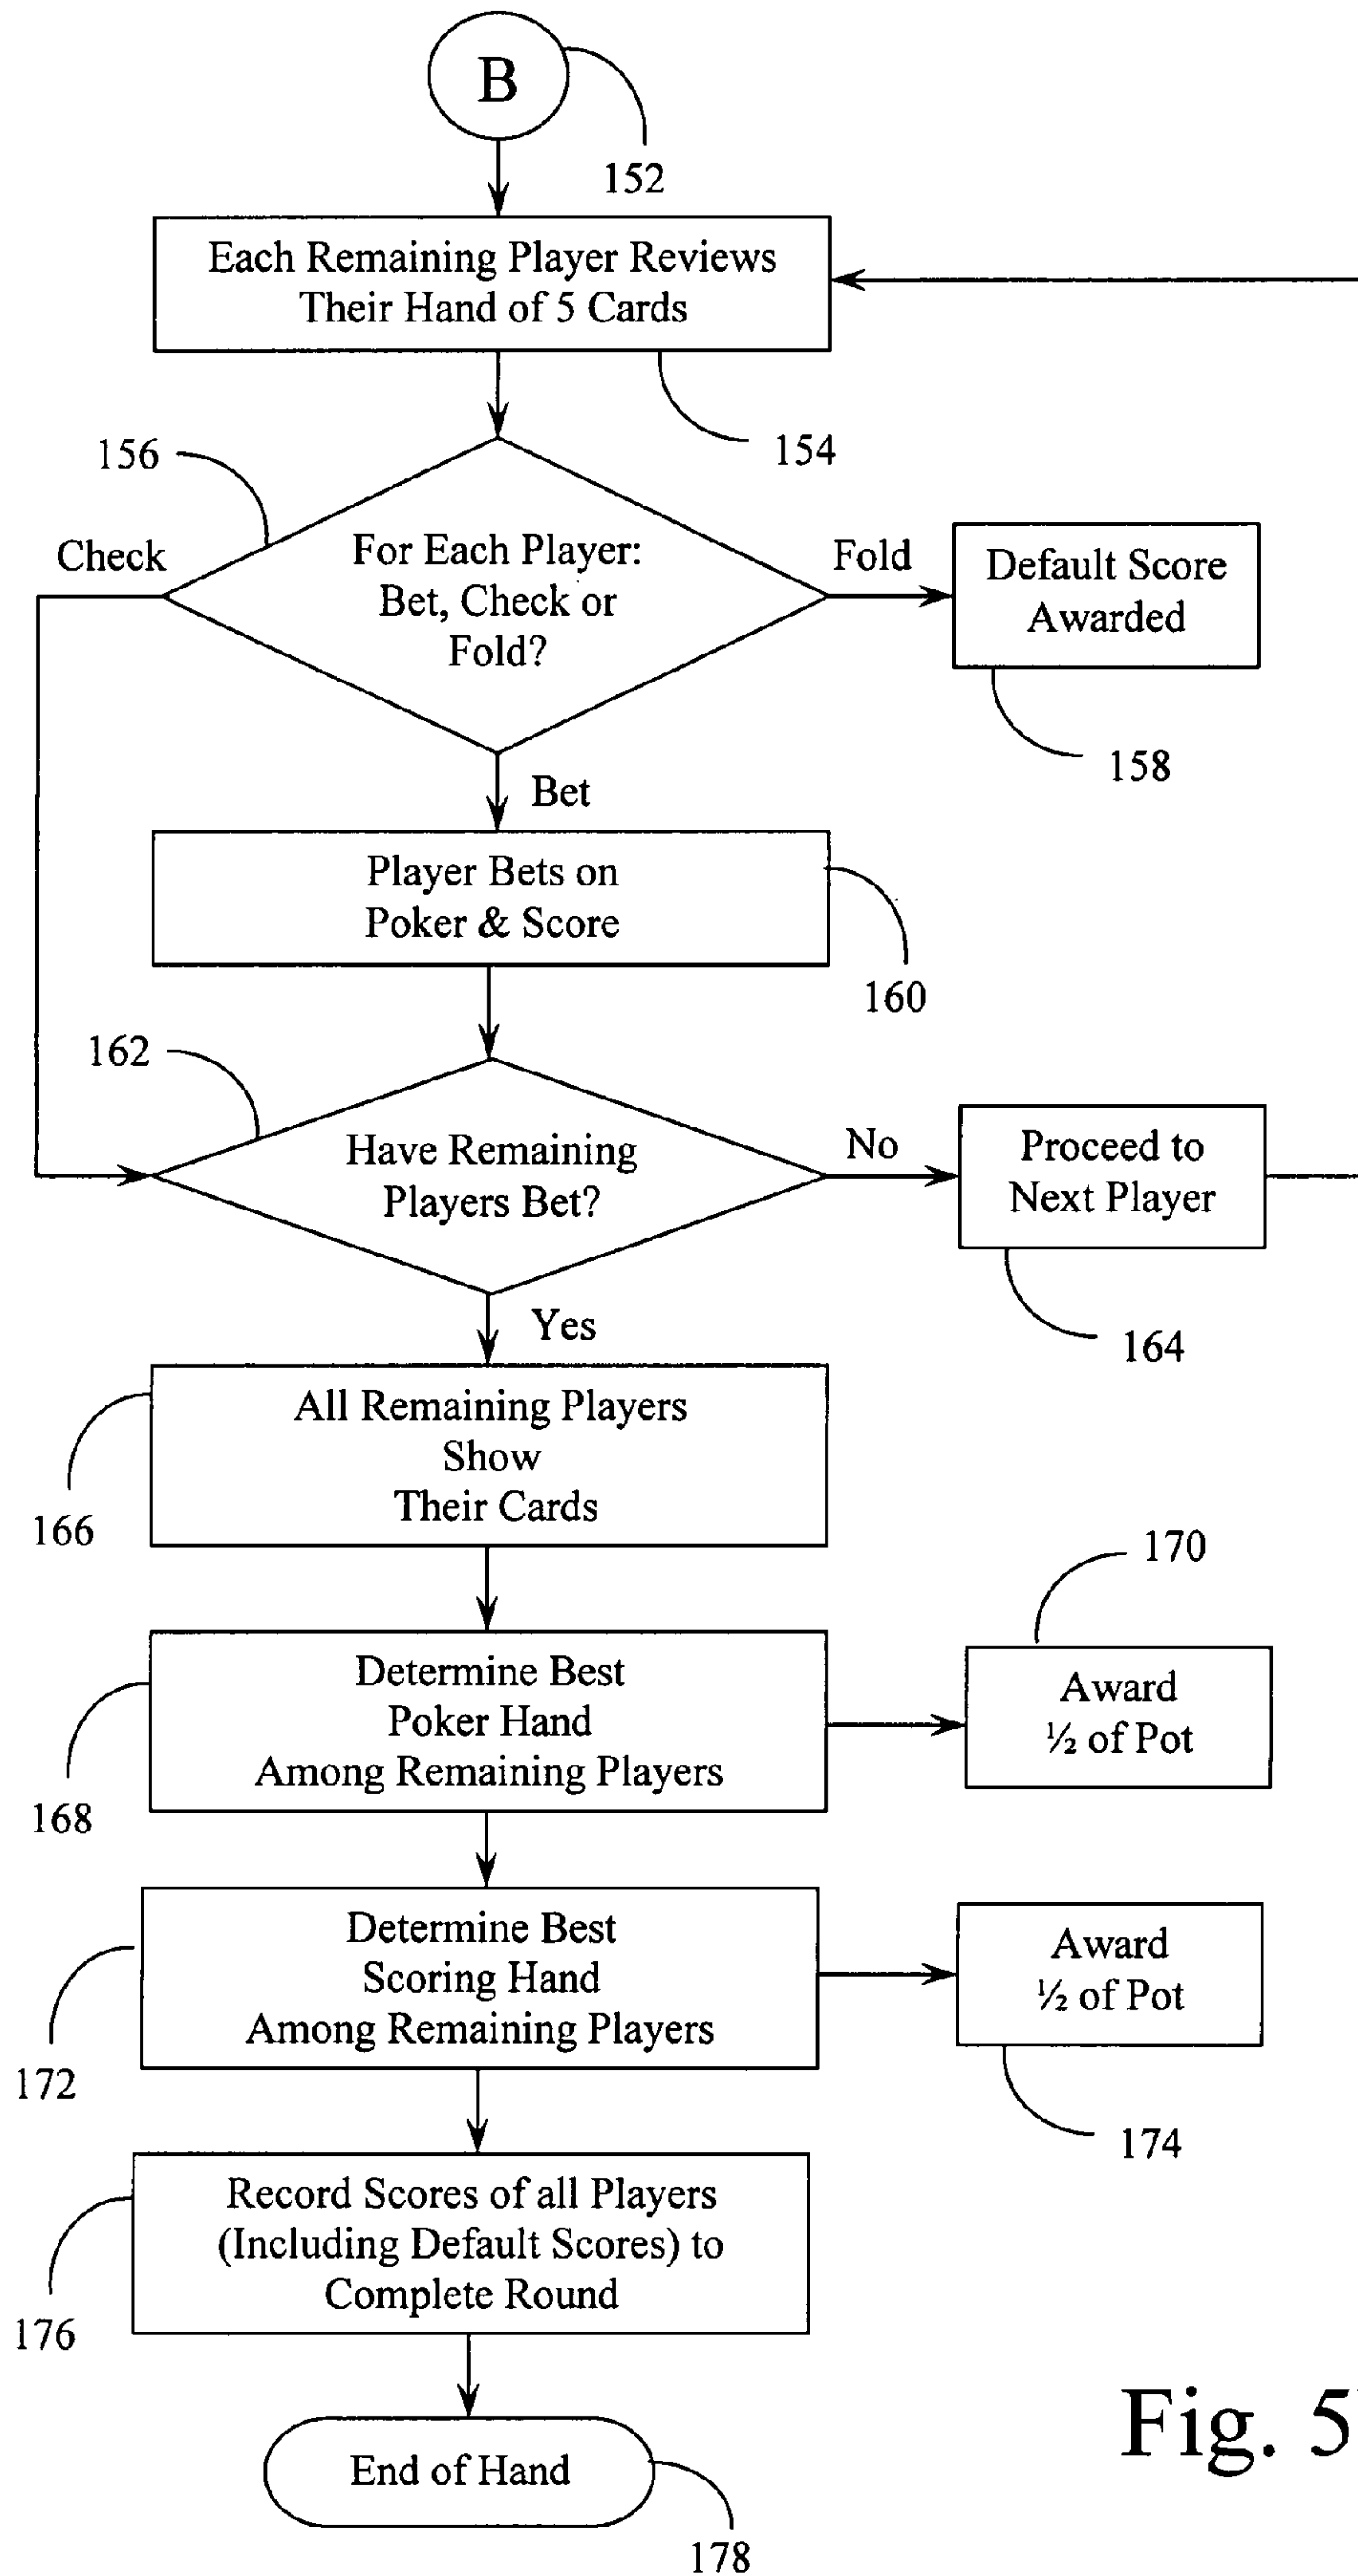 B
152
Each Remaining Player Reviews
Their Hand of 5 Cards
154
156
Check
For Each Player:
Bet, Check or
Fold?
Fold
Default Score
Awarded
158
Bet
Player Bets on
Poker & Score
160
162
Have Remaining
Players Bet?
No
Proceed to
Next Player
164
Yes
All Remaining Players
Show
Their Cards
166
170
Determine Best
Poker Hand
Among Remaining Players
Award
½ of Pot
168
Determine Best
Scoring Hand
Among Remaining Players
Award
½ of Pot
172
174
Record Scores of all Players
(Including Default Scores) to
Complete Round
176
End of Hand
178
Fig. 5